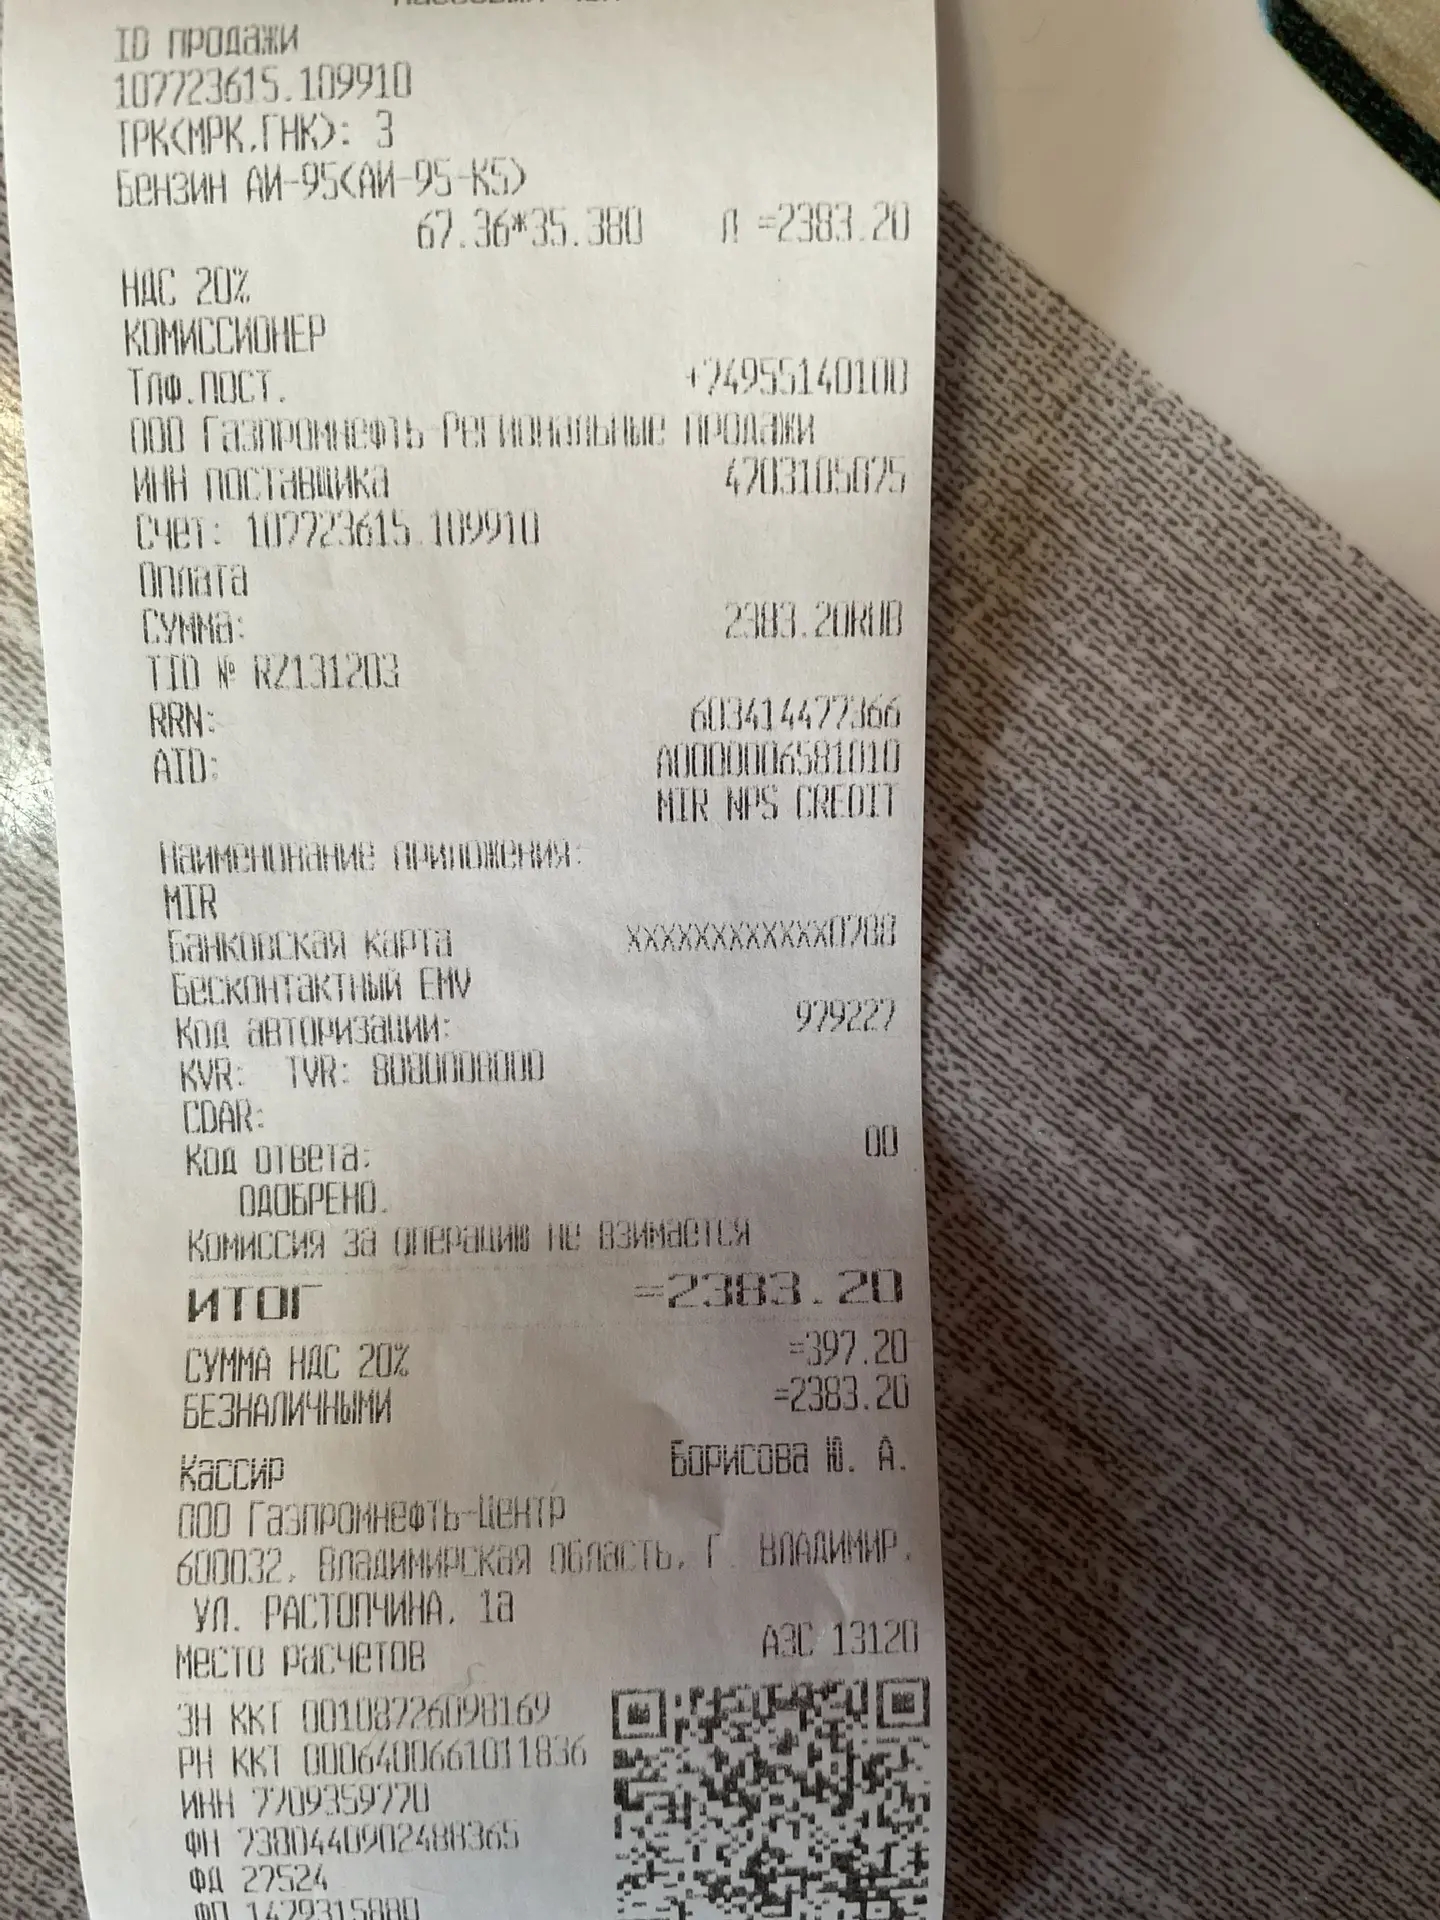 ID продажи
107723615.109910
ТРК(МРК,ГНК): 3
Бензин АИ-95(АИ-95-К5)
67.36*35.380 л =2383.20
НДС 20%
КОМИССИОНЕР
Тлф.пост. +74955140100
ООО Газпромнефть-Региональные продажи
ИНН поставщика 4703105075
Счет: 107723615.109910
Оплата
Сумма: 2383.20RUB
TID № RZ131203
RRN: 603414477366
AID: A0000006581010
MIR NPS CREDIT
Наименование приложения:
MIR
Банковская карта XXXXXXXXXXXX0788
Бесконтактный EMV
Код авторизации: 979227
KVR: TVR: 8080008000
CDAR:
Код ответа: 00
ОДОБРЕНО.
Комиссия за операцию не взимается
ИТОГ =2383.20
СУММА НДС 20% =397.20
БЕЗНАЛИЧНЫМИ =2383.20
Кассир Борисова Ю. А.
ООО Газпромнефть-Центр
600032, Владимирская область, Г. ВЛАДИМИР,
УЛ. РАСТОПЧИНА, 1а
Место расчетов АЗС 13120
ЗН ККТ 00108726098169
РН ККТ 0006400661011836
ИНН 7709359770
ФН 7380440902488365
ФД 27524
ФП 1479315880